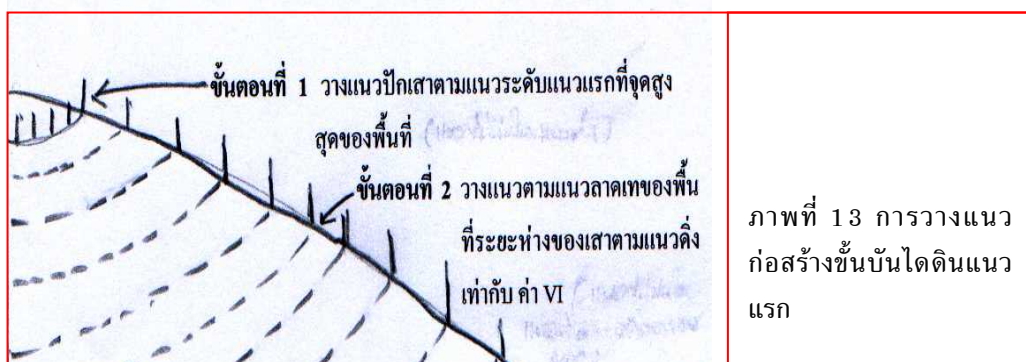 ขั้นตอนที่ 1 วางแนวปักเสาตามแนวระดับแนวแรกที่จุดสูง
สุดของพื้นที่
ขั้นตอนที่ 2 วางแนวตามแนวลาดเทของพื้น
ที่ระยะห่างของเสาตามแนวดิ่ง
เท่ากับ ค่า VI
ภาพที่ 13 การวางแนว
ก่อสร้างขั้นบันไดดินแนว
แรก